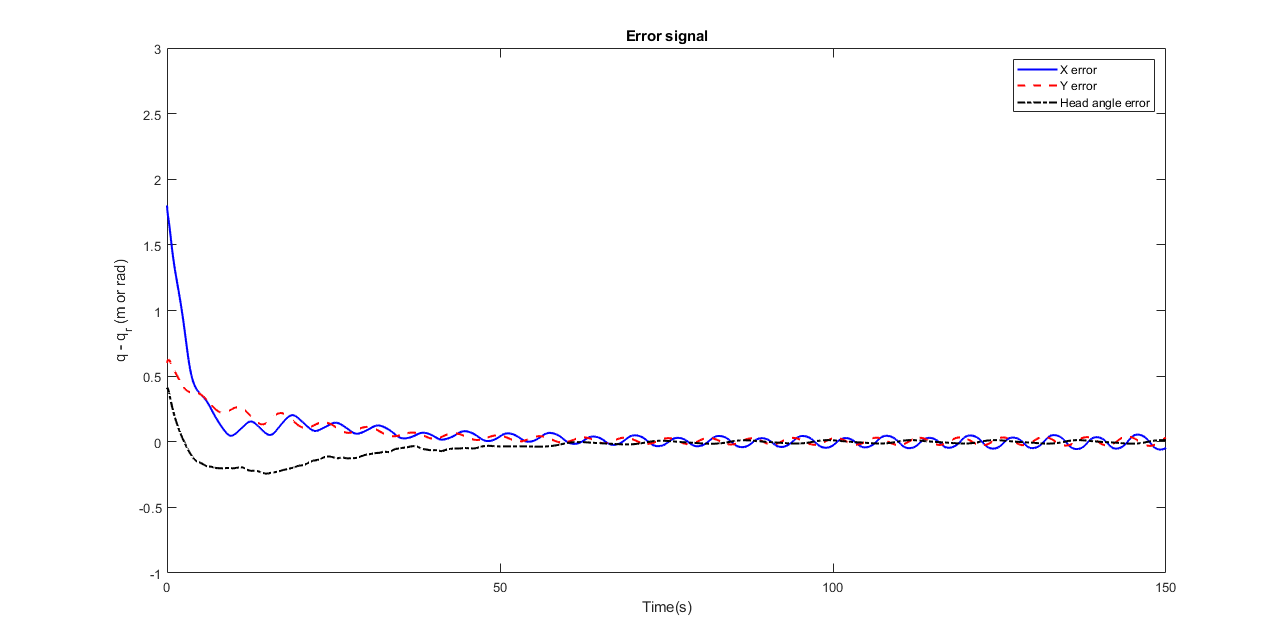 Error signal
3
2.5
2
1.5
1
0.5
0
-0.5
-1
0
50
100
150
Time(s)
q - q_r (m or rad)
X error
Y error
Head angle error